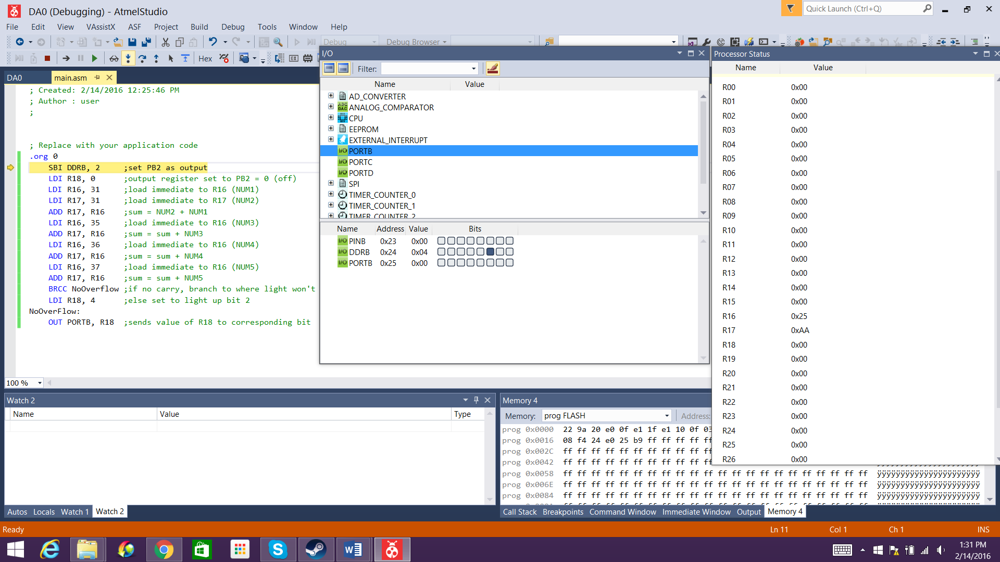 DA0 (Debugging) - AtmelStudio
Quick Launch (Ctrl+Q)
File Edit View VAssistX ASF Project Build Debug Tools Window Help
Debug Debug Browser
Hex
DA0 main.asm
; Created: 2/14/2016 12:25:46 PM
; Author : user
;
; Replace with your application code
.org 0
SBI DDRB, 2 ;set PB2 as output
LDI R18, 0 ;output register set to PB2 = 0 (off)
LDI R16, 31 ;load immediate to R16 (NUM1)
LDI R17, 31 ;load immediate to R17 (NUM2)
ADD R17, R16 ;sum = NUM2 + NUM1
LDI R16, 35 ;load immediate to R16 (NUM3)
ADD R17, R16 ;sum = sum + NUM3
LDI R16, 36 ;load immediate to R16 (NUM4)
ADD R17, R16 ;sum = sum + NUM4
LDI R16, 37 ;load immediate to R16 (NUM5)
ADD R17, R16 ;sum = sum + NUM5
BRCC NoOverflow ;if no carry, branch to where light won't
LDI R18, 4 ;else set to light up bit 2
NoOverFlow:
OUT PORTB, R18 ;sends value of R18 to corresponding bit
100 %
I/O
Filter:
Name Value
AD_CONVERTER
ANALOG_COMPARATOR
CPU
EEPROM
EXTERNAL_INTERRUPT
PORTB
PORTC
PORTD
SPI
TIMER_COUNTER_0
TIMER_COUNTER_1
TIMER_COUNTER_2
Name Address Value Bits
PINB 0x23 0x00
DDRB 0x24 0x04
PORTB 0x25 0x00
Processor Status
Name Value
R00 0x00
R01 0x00
R02 0x00
R03 0x00
R04 0x00
R05 0x00
R06 0x00
R07 0x00
R08 0x00
R09 0x00
R10 0x00
R11 0x00
R12 0x00
R13 0x00
R14 0x00
R15 0x00
R16 0x25
R17 0xAA
R18 0x00
R19 0x00
R20 0x00
R21 0x00
R22 0x00
R23 0x00
R24 0x00
R25 0x00
R26 0x00
Watch 2
Name Value Type
Autos Locals Watch 1 Watch 2
Memory 4
Memory: prog FLASH Address:
prog 0x0000 22 9a 20 e0 0f e1 1f e1 10 0f 03
prog 0x0016 08 f4 24 e0 25 b9 ff ff ff ff ff
prog 0x002C ff ff ff ff ff ff ff ff ff ff ff
prog 0x0042 ff ff ff ff ff ff ff ff ff ff ff
prog 0x0058 ff ff ff ff ff ff ff ff ff ff ff ff ff ff ff ff ff ff ff ff ff ff ÿÿÿÿÿÿÿÿÿÿÿÿÿÿÿÿÿÿÿÿÿÿ
prog 0x006E ff ff ff ff ff ff ff ff ff ff ff ff ff ff ff ff ff ff ff ff ff ff ÿÿÿÿÿÿÿÿÿÿÿÿÿÿÿÿÿÿÿÿÿÿ
prog 0x0084 ff ff ff ff ff ff ff ff ff ff ff ff ff ff ff ff ff ff ff ff ff ff ÿÿÿÿÿÿÿÿÿÿÿÿÿÿÿÿÿÿÿÿÿÿ
Call Stack Breakpoints Command Window Immediate Window Output Memory 4
Ready Ln 11 Col 1 Ch 1 INS
1:31 PM
2/14/2016